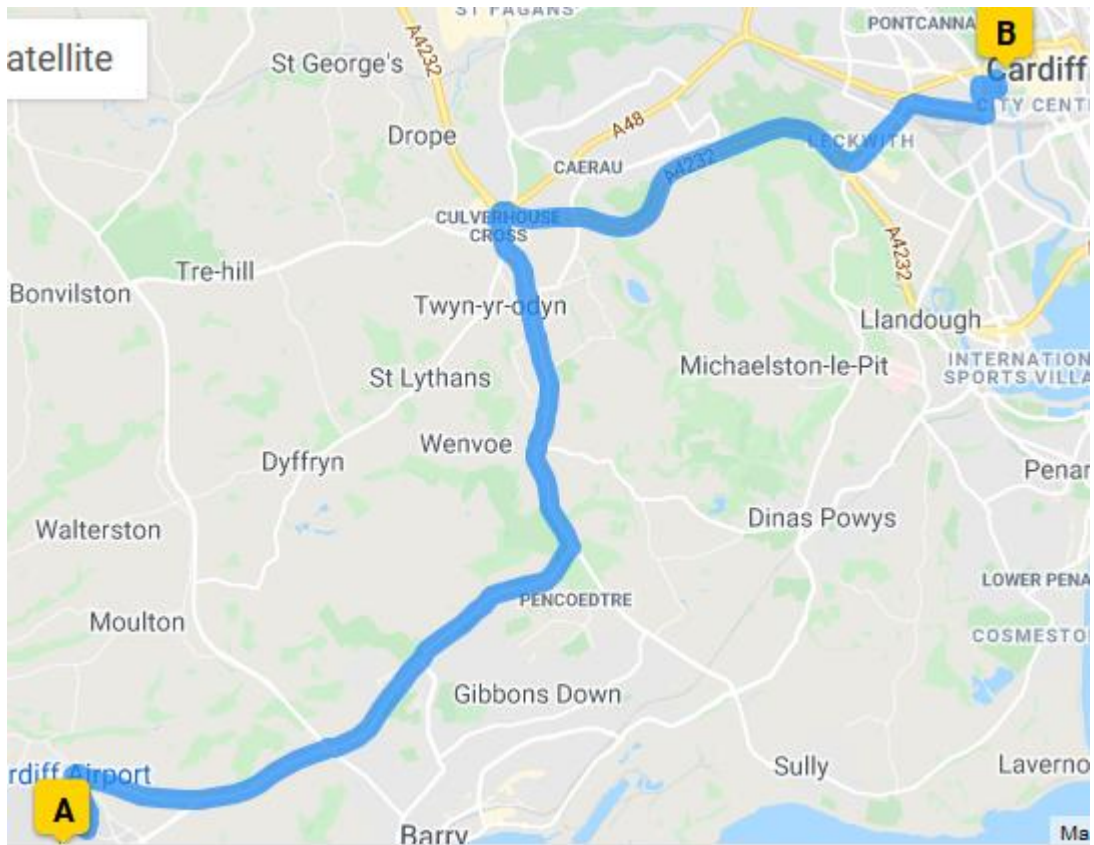 ST FAGANS
PONTCANNA
B
atellite
St George's
A4232
Cardiff
CITY CENT
Drope
A48
LECKWITH
CAERAU
A4232
CULVERHOUSE
CROSS
A4232
Tre-hill
Bonvilston
Twyn-yr-odyn
Llandough
St Lythans
Michaelston-le-Pit
INTERNATION
SPORTS VILLA
Wenvoe
Dyffryn
Penar
Walterston
Dinas Powys
LOWER PENA
PENCOEDTRE
Moulton
COSMESTO
Gibbons Down
rdiff Airport
Sully
Laverno
A
Barry
Ma